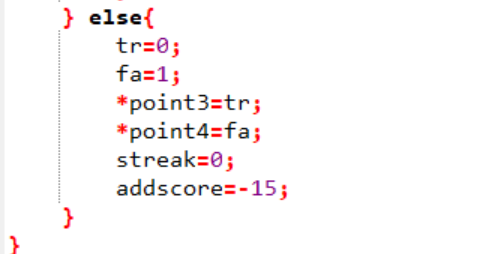 } else{
tr=0;
fa=1;
*point3=tr;
*point4=fa;
streak=0;
addscore=-15;
}
}